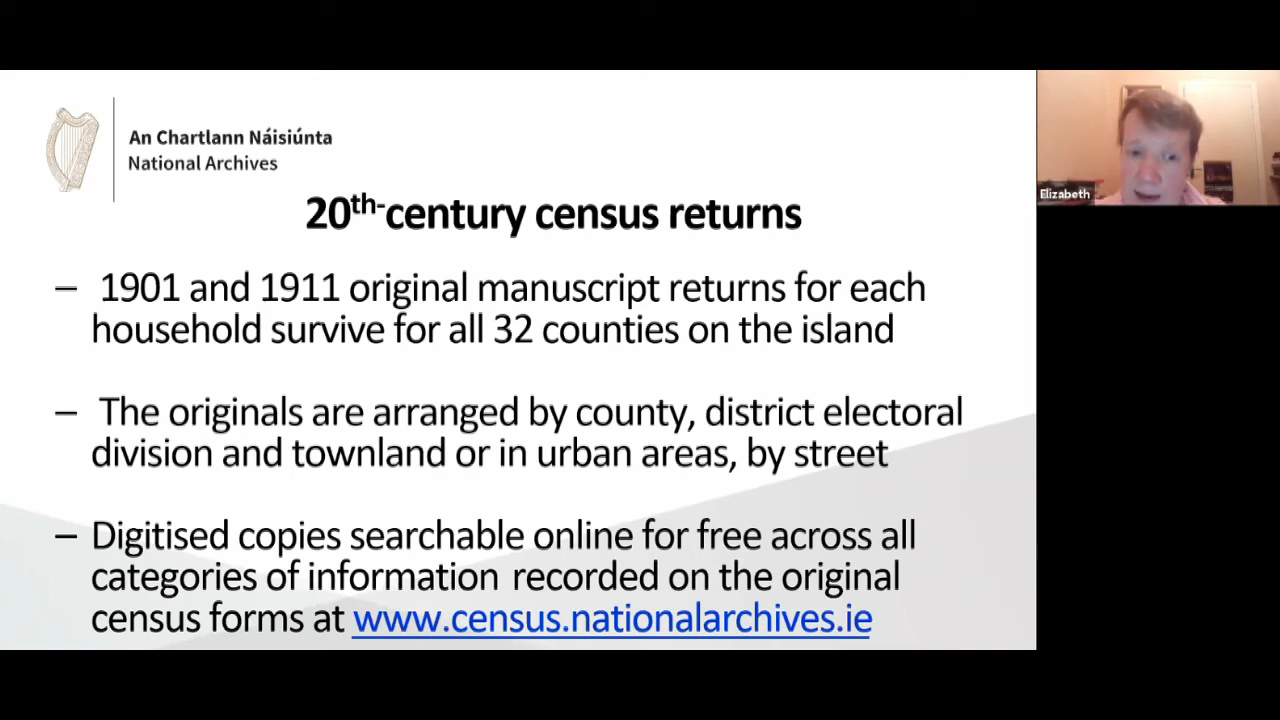 An Chartlann Náisiúnta
National Archives
20th-century census returns
– 1901 and 1911 original manuscript returns for each
household survive for all 32 counties on the island
– The originals are arranged by county, district electoral
division and townland or in urban areas, by street
– Digitised copies searchable online for free across all
categories of information recorded on the original
census forms at www.census.nationalarchives.ie
Elizabeth